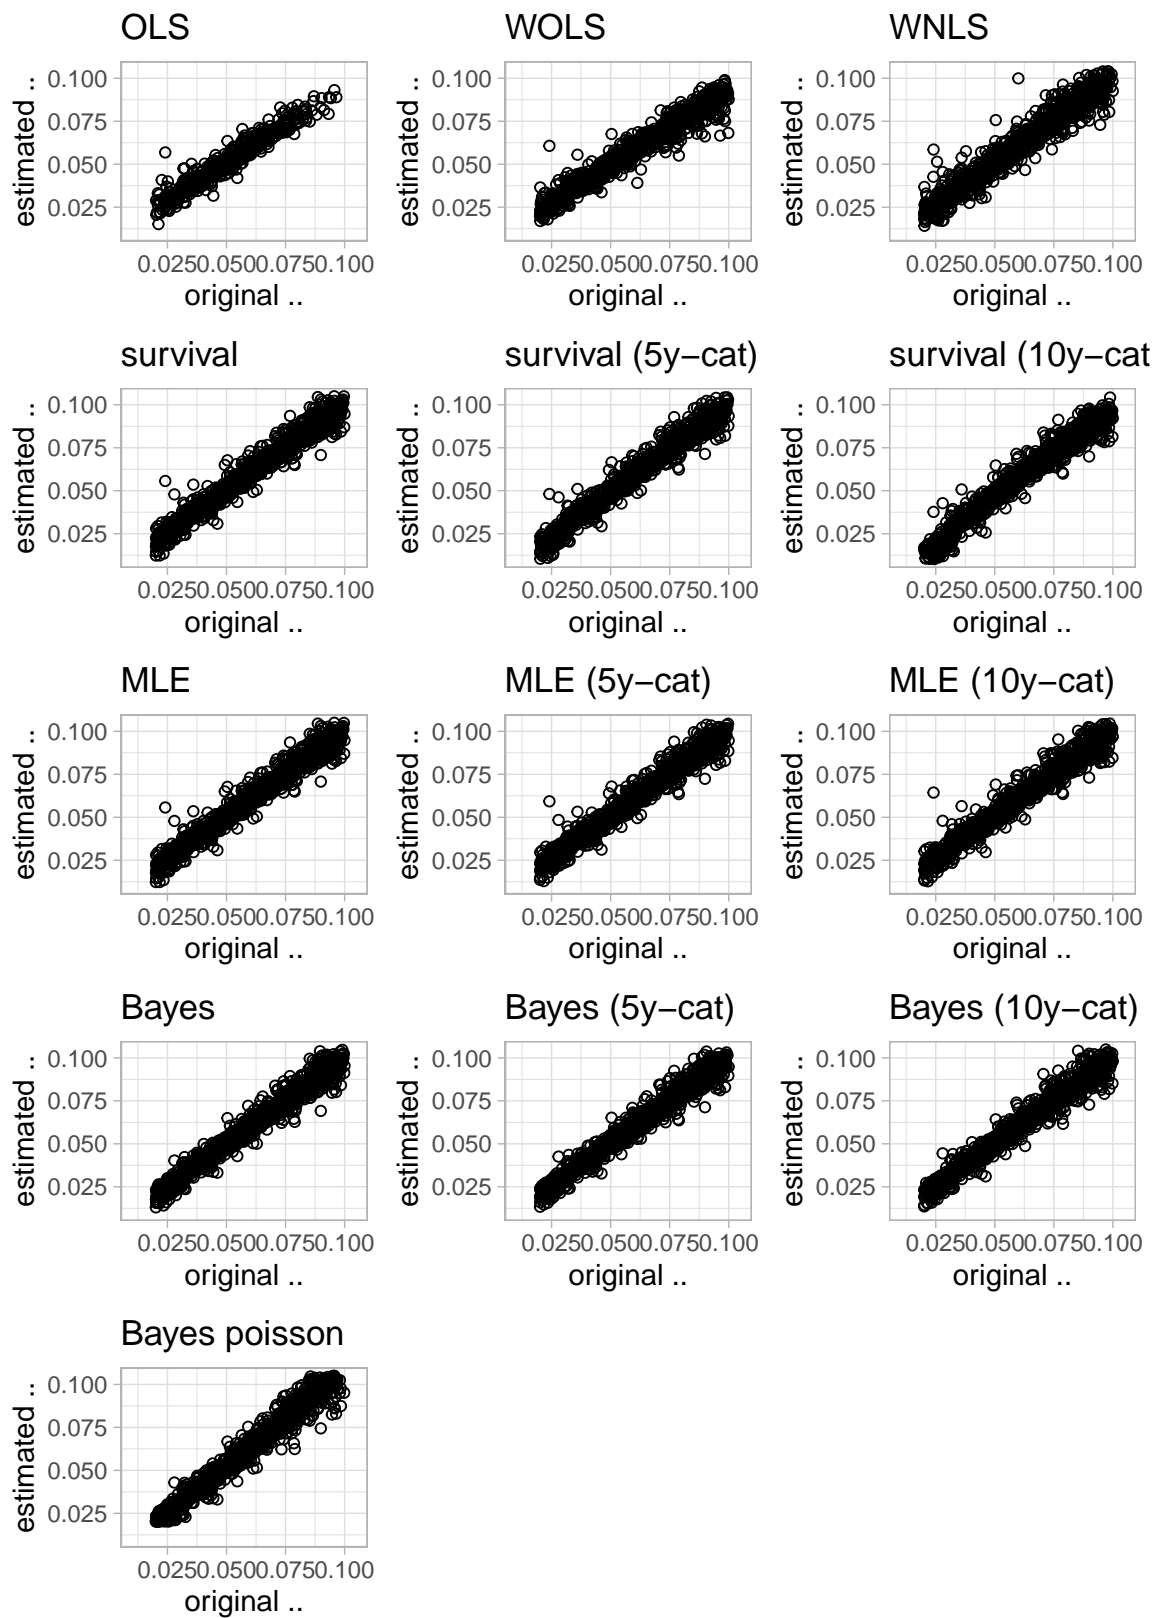 OLS WOLS WNLS
estimated .. 0.100 0.075 0.050 0.025 estimated .. 0.100 0.075 0.050 0.025 estimated .. 0.100 0.075 0.050 0.025
0.0250.0500.0750.100 0.0250.0500.0750.100 0.0250.0500.0750.100
original .. original .. original ..
survival survival (5y−cat) survival (10y−cat
estimated .. 0.100 0.075 0.050 0.025 estimated .. 0.100 0.075 0.050 0.025 estimated .. 0.100 0.075 0.050 0.025
0.0250.0500.0750.100 0.0250.0500.0750.100 0.0250.0500.0750.100
original .. original .. original ..
MLE MLE (5y−cat) MLE (10y−cat)
estimated .. 0.100 0.075 0.050 0.025 estimated .. 0.100 0.075 0.050 0.025 estimated .. 0.100 0.075 0.050 0.025
0.0250.0500.0750.100 0.0250.0500.0750.100 0.0250.0500.0750.100
original .. original .. original ..
Bayes Bayes (5y−cat) Bayes (10y−cat)
estimated .. 0.100 0.075 0.050 0.025 estimated .. 0.100 0.075 0.050 0.025 estimated .. 0.100 0.075 0.050 0.025
0.0250.0500.0750.100 0.0250.0500.0750.100 0.0250.0500.0750.100
original .. original .. original ..
Bayes poisson
estimated .. 0.100 0.075 0.050 0.025
0.0250.0500.0750.100
original ..